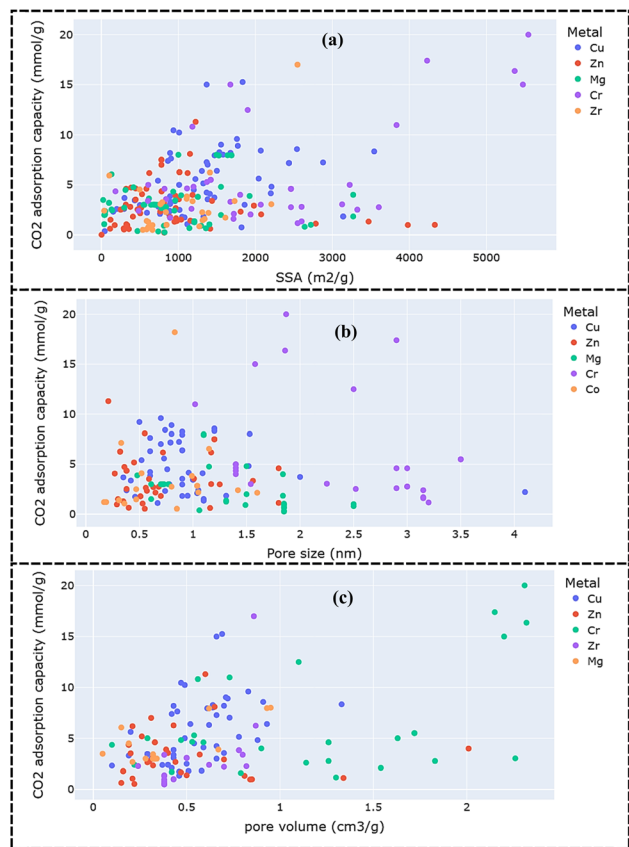 (a)
CO2 adsorption capacity (mmol/g)
20
15
10
5
0
0 1000 2000 3000 4000 5000
SSA (m2/g)
Metal
Cu
Zn
Mg
Cr
Zr
(b)
CO2 adsorption capacity (mmol/g)
20
15
10
5
0
0 0.5 1 1.5 2 2.5 3 3.5 4
Pore size (nm)
Metal
Cu
Zn
Mg
Cr
Co
(c)
CO2 adsorption capacity (mmol/g)
20
15
10
5
0
0 0.5 1 1.5 2
pore volume (cm3/g)
Metal
Cu
Zn
Cr
Zr
Mg